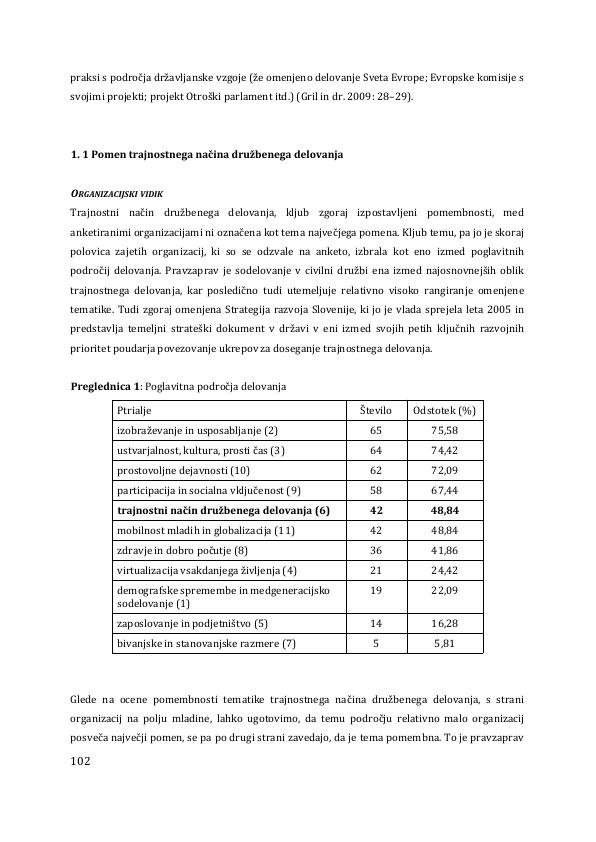 praksi s področja državljanske vzgoje (že omenjeno delovanje Sveta Evrope; Evropske komisije s
svojimi projekti; projekt Otroški parlament itd.) (Gril in dr. 2009: 28–29).
1. 1 Pomen trajnostnega načina družbenega delovanja
ORGANIZACIJSKI VIDIK
Trajnostni način družbenega delovanja, kljub zgoraj izpostavljeni pomembnosti, med
anketiranimi organizacijami ni označena kot tema največjega pomena. Kljub temu, pa jo je skoraj
polovica zajetih organizacij, ki so se odzvale na anketo, izbrala kot eno izmed poglavitnih
področij delovanja. Pravzaprav je sodelovanje v civilni družbi ena izmed najosnovnejših oblik
trajnostnega delovanja, kar posledično tudi utemeljuje relativno visoko rangiranje omenjene
tematike. Tudi zgoraj omenjena Strategija razvoja Slovenije, ki jo je vlada sprejela leta 2005 in
predstavlja temeljni strateški dokument v državi v eni izmed svojih petih ključnih razvojnih
prioritet poudarja povezovanje ukrepov za doseganje trajnostnega delovanja.
Preglednica 1: Poglavitna področja delovanja
Ptrialje Število Odstotek (%)
izobraževanje in usposabljanje (2) 65 75,58
ustvarjalnost, kultura, prosti čas (3) 64 74,42
prostovoljne dejavnosti (10) 62 72,09
participacija in socialna vključenost (9) 58 67,44
trajnostni način družbenega delovanja (6) 42 48,84
mobilnost mladih in globalizacija (11) 42 48,84
zdravje in dobro počutje (8) 36 41,86
virtualizacija vsakdanjega življenja (4) 21 24,42
demografske spremembe in medgeneracijsko 19 22,09
sodelovanje (1)
zaposlovanje in podjetništvo (5) 14 16,28
bivanjske in stanovanjske razmere (7) 5 5,81
Glede na ocene pomembnosti tematike trajnostnega načina družbenega delovanja, s strani
organizacij na polju mladine, lahko ugotovimo, da temu področju relativno malo organizacij
posveča največji pomen, se pa po drugi strani zavedajo, da je tema pomembna. To je pravzaprav
102